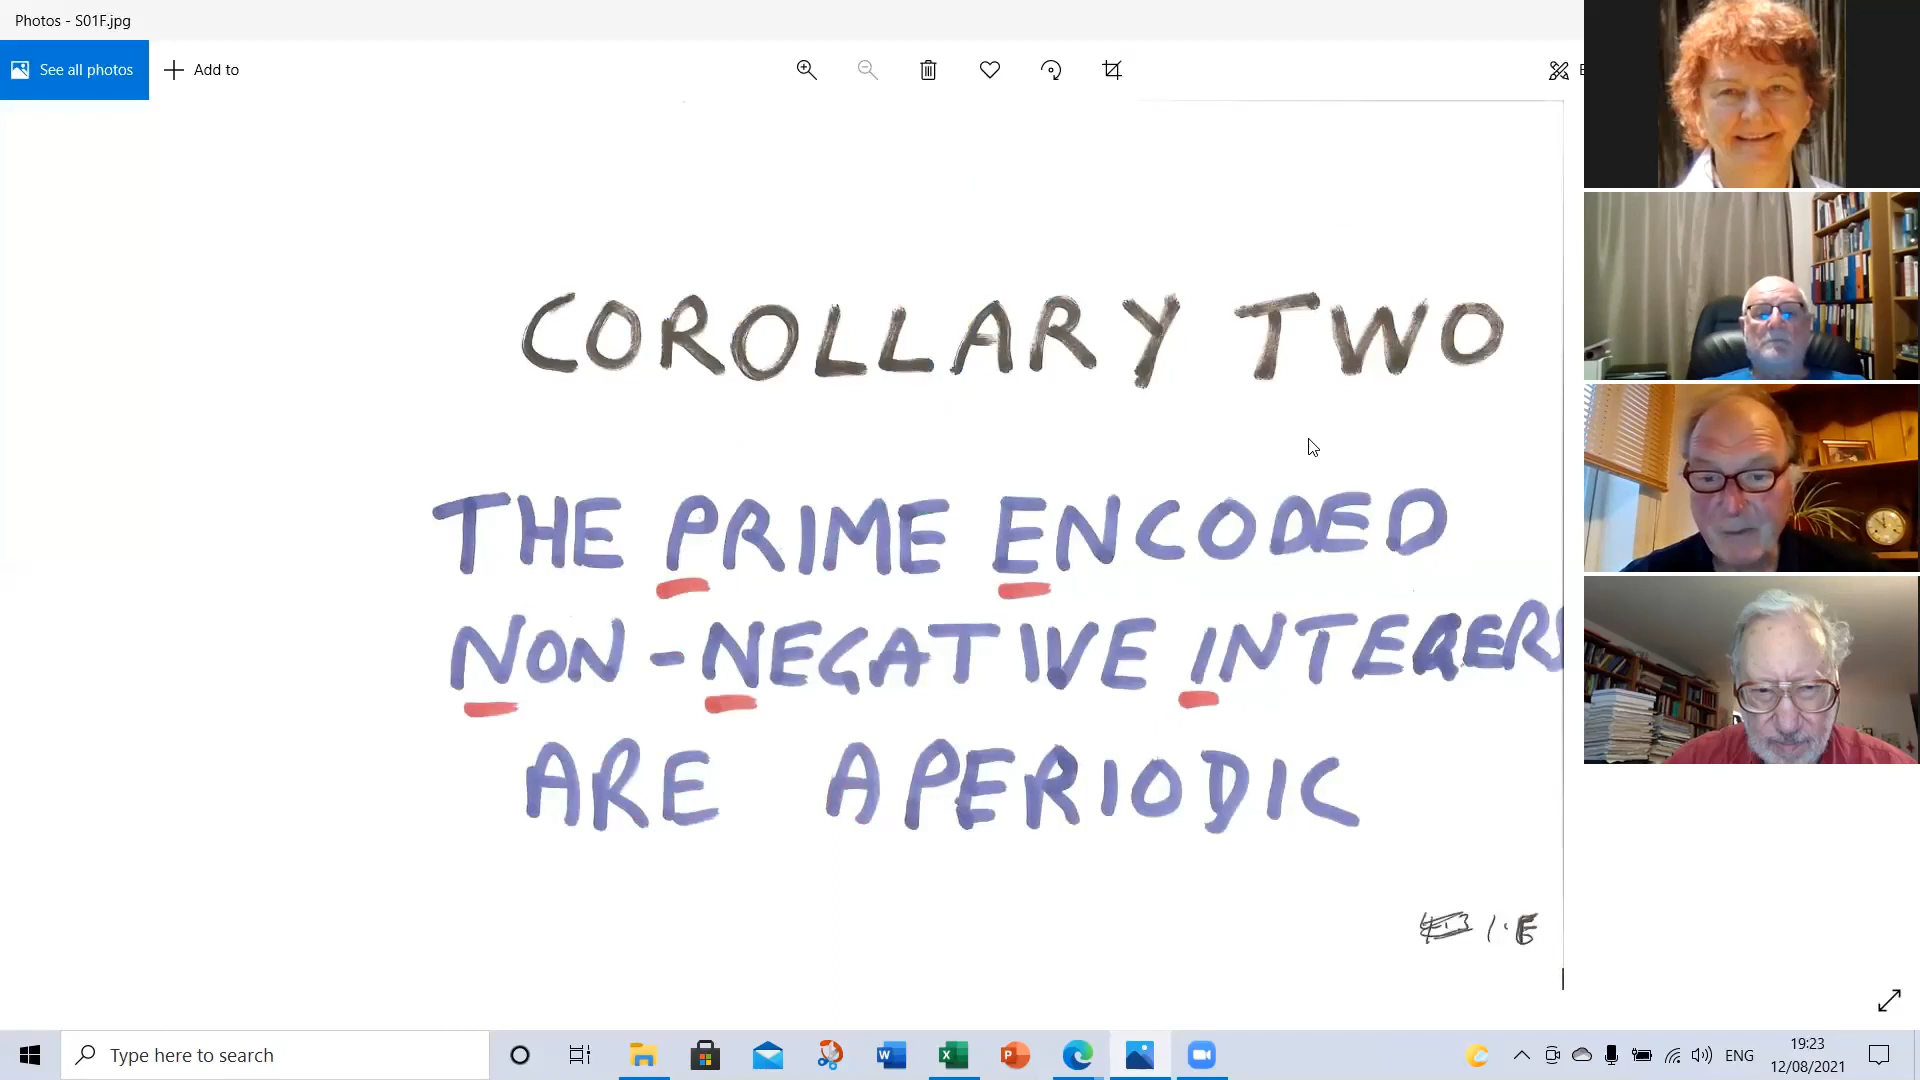 Photos - S01F.jpg
See all photos
Add to
COROLLARY TWO
THE PRIME ENCODED
NON-NEGATIVE INTEGERS
ARE APERIODIC
1.E
Type here to search
ENG
19:23
12/08/2021